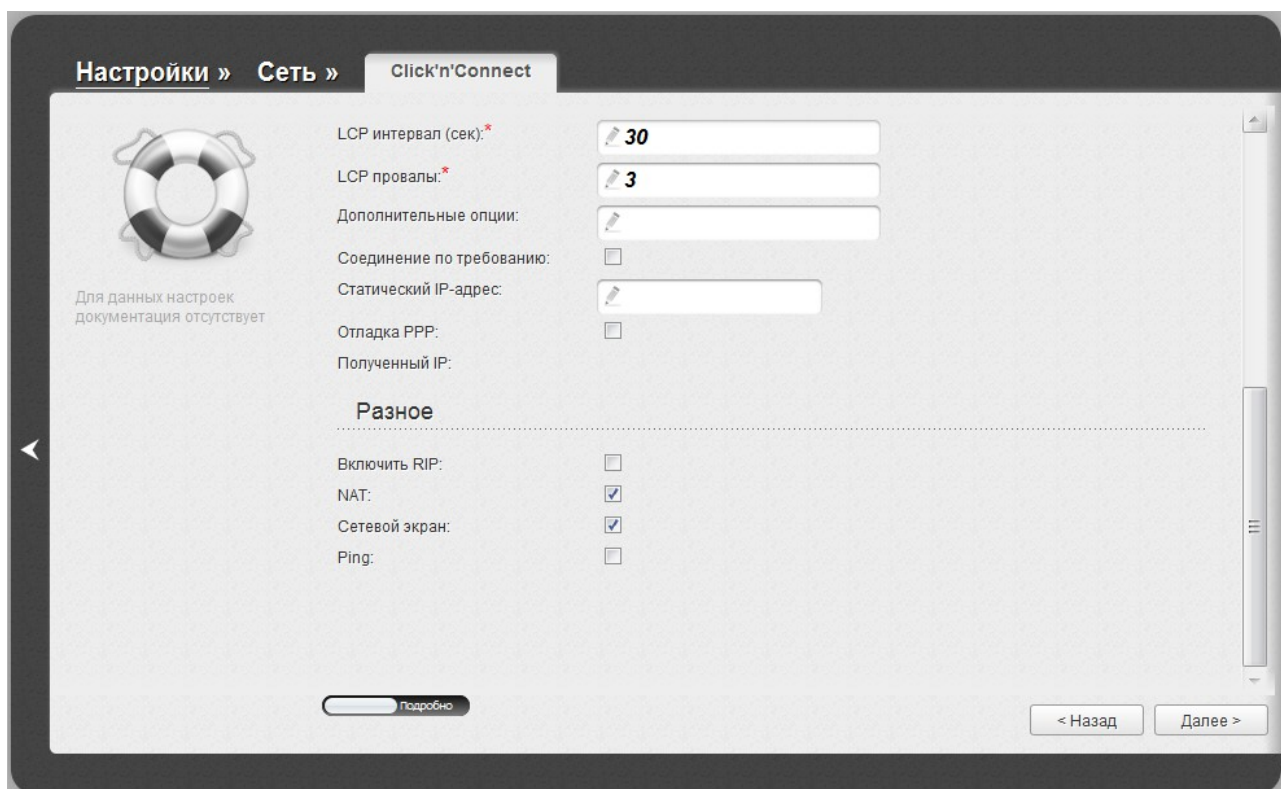 Настройки » Сеть » Click'n'Connect
Для данных настроек
документация отсутствует
LCP интервал (сек):* 30
LCP провалы:* 3
Дополнительные опции:
Соединение по требованию:
Статический IP-адрес:
Отладка PPP:
Полученный IP:
Разное
Включить RIP:
NAT:
Сетевой экран:
Ping:
Подробно
< Назад Далее >